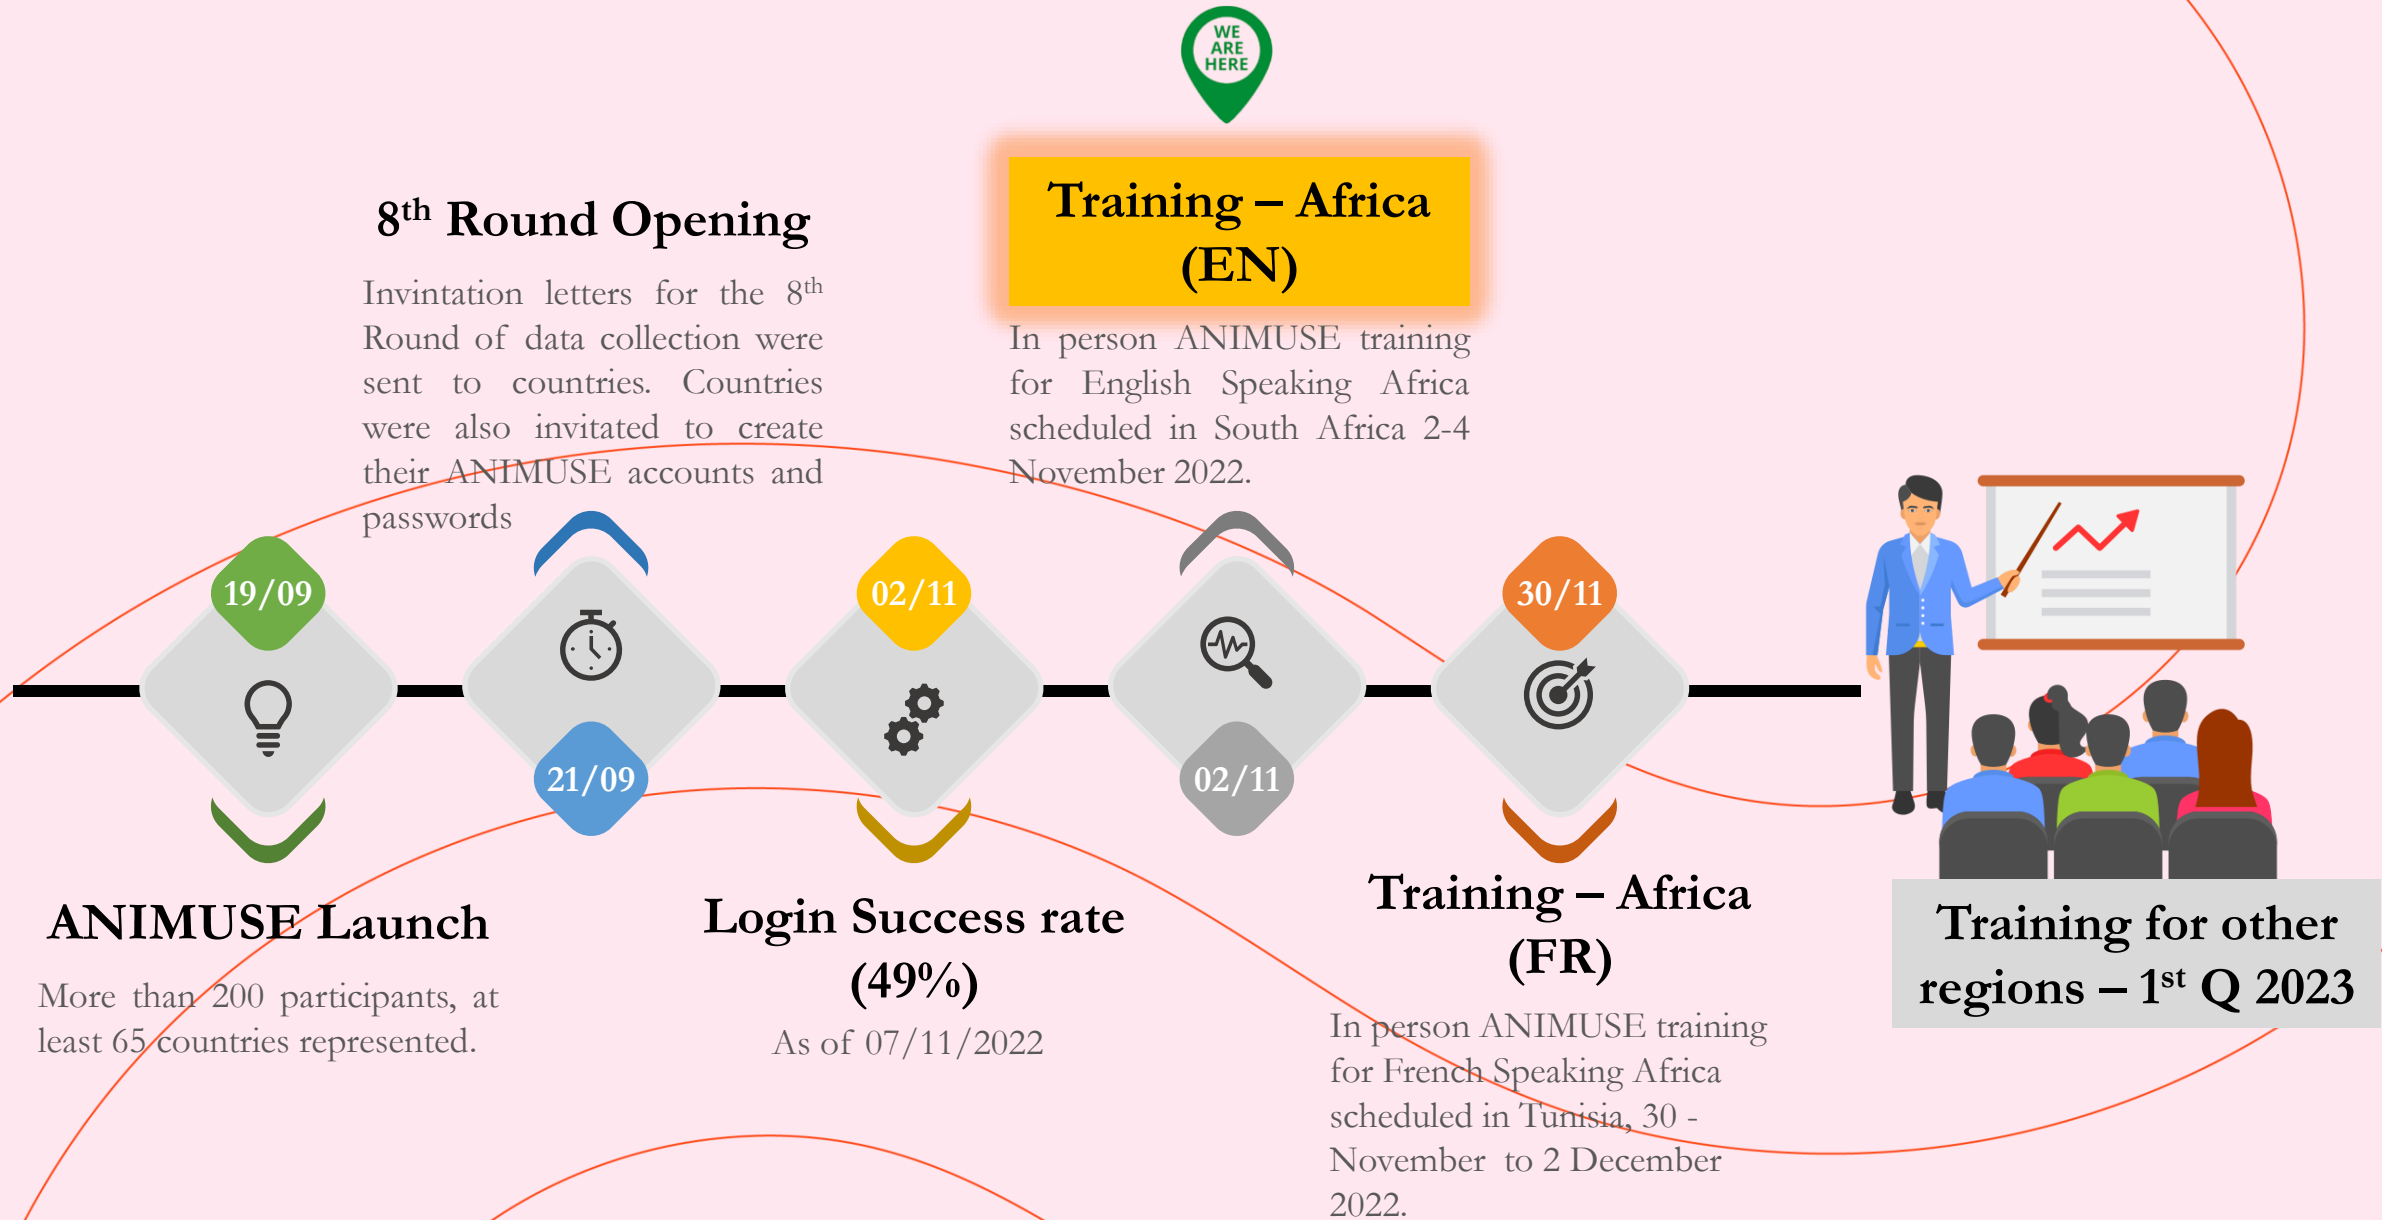 WE
ARE
HERE
8th Round Opening
Invintation letters for the 8th
Round of data collection were
sent to countries. Countries
were also invitated to create
their ANIMUSE accounts and
passwords
Training – Africa
(EN)
In person ANIMUSE training
for English Speaking Africa
scheduled in South Africa 2-4
November 2022.
19/09
21/09
02/11
02/11
30/11
ANIMUSE Launch
More than 200 participants, at
least 65 countries represented.
Login Success rate
(49%)
As of 07/11/2022
Training – Africa
(FR)
In person ANIMUSE training
for French Speaking Africa
scheduled in Tunisia, 30 -
November to 2 December
2022.
Training for other
regions – 1st Q 2023